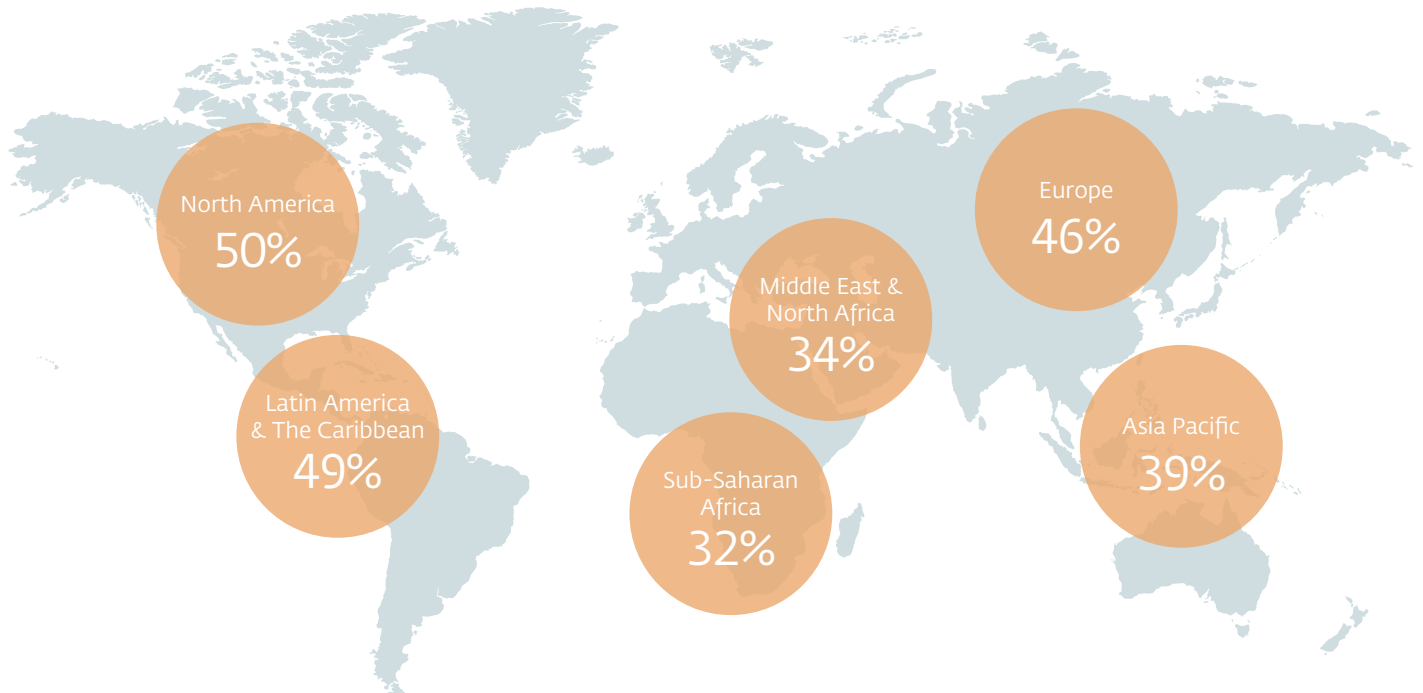 North America
50%
Latin America
& The Caribbean
49%
Middle East &
North Africa
34%
Sub-Saharan
Africa
32%
Europe
46%
Asia Pacific
39%